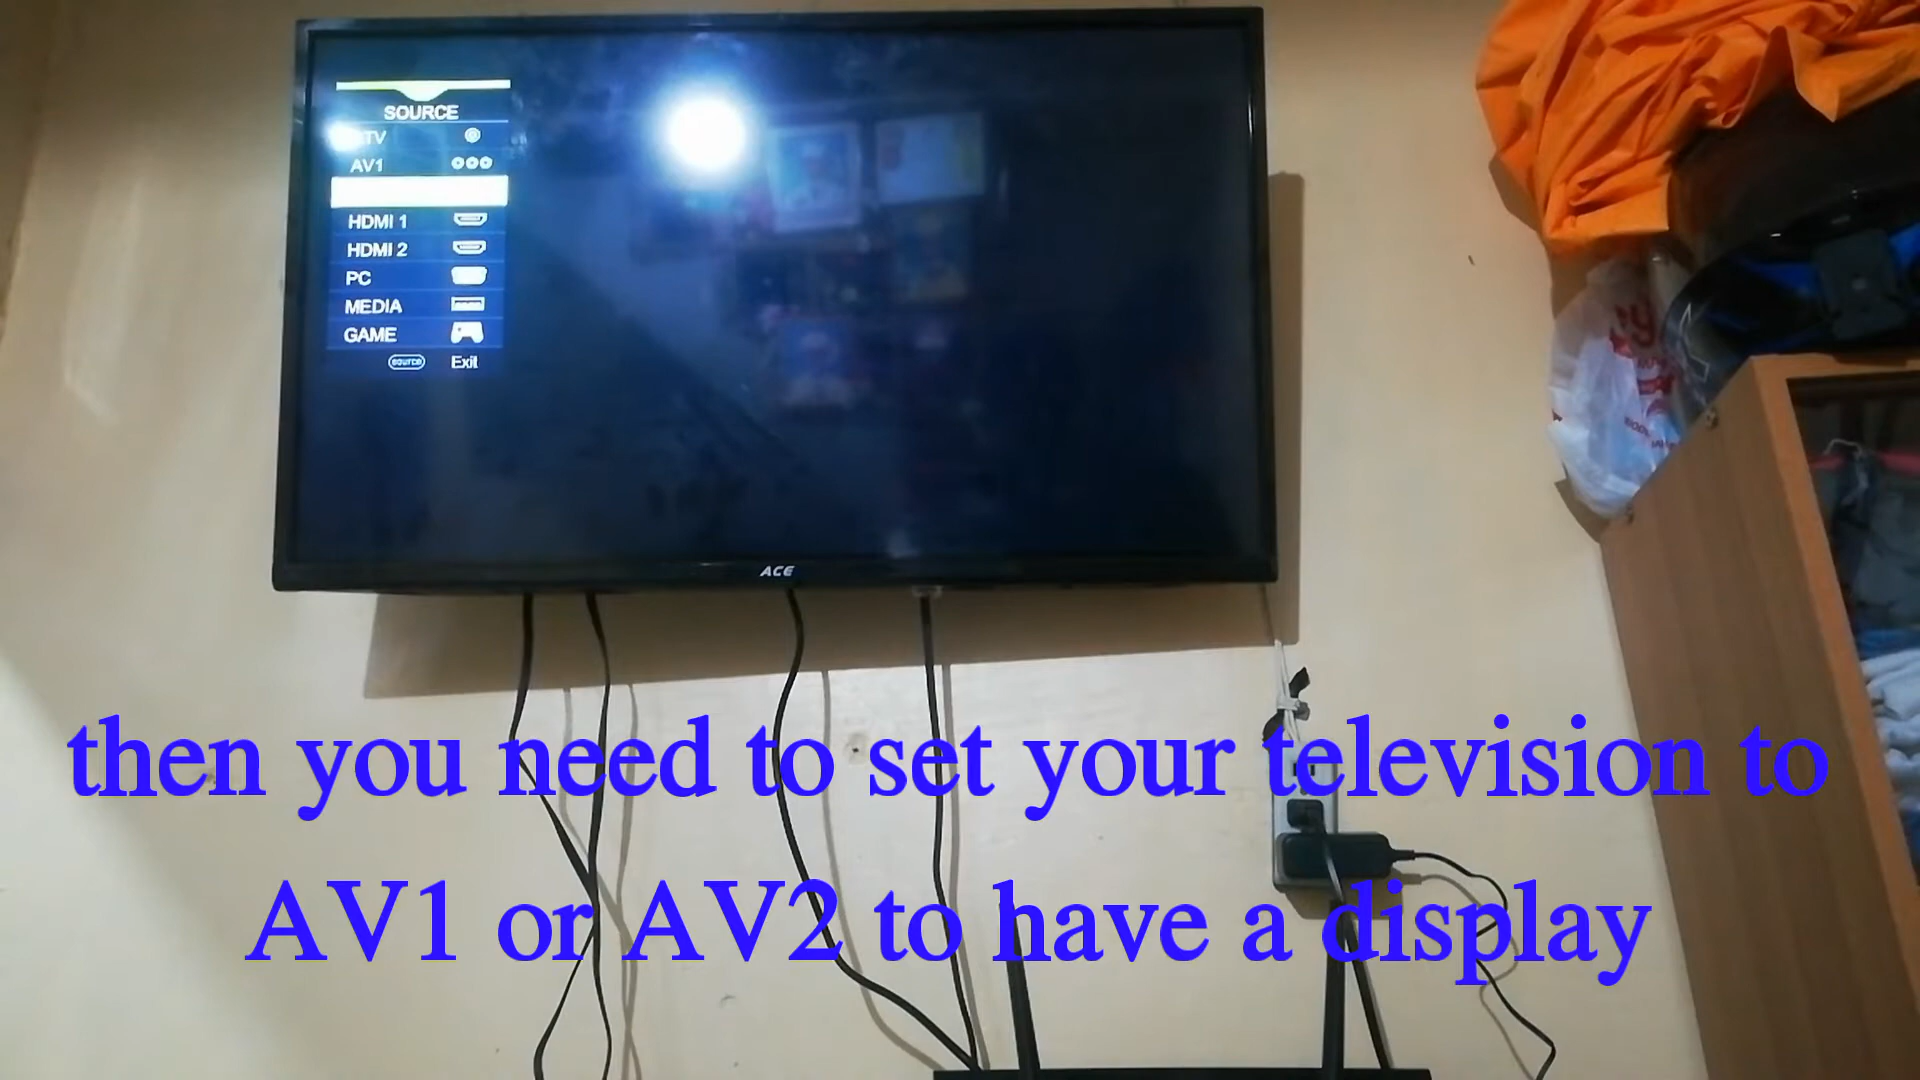 SOURCE
TV
AV1
HDMI 1
HDMI 2
PC
MEDIA
GAME
source Exit
ACE
then you need to set your television to
AV1 or AV2 to have a display